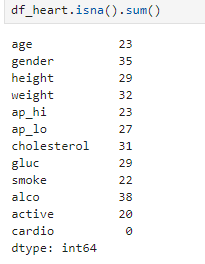 df_heart.isna().sum()
age 23
gender 35
height 29
weight 32
ap_hi 23
ap_lo 27
cholesterol 31
gluc 29
smoke 22
alco 38
active 20
cardio 0
dtype: int64